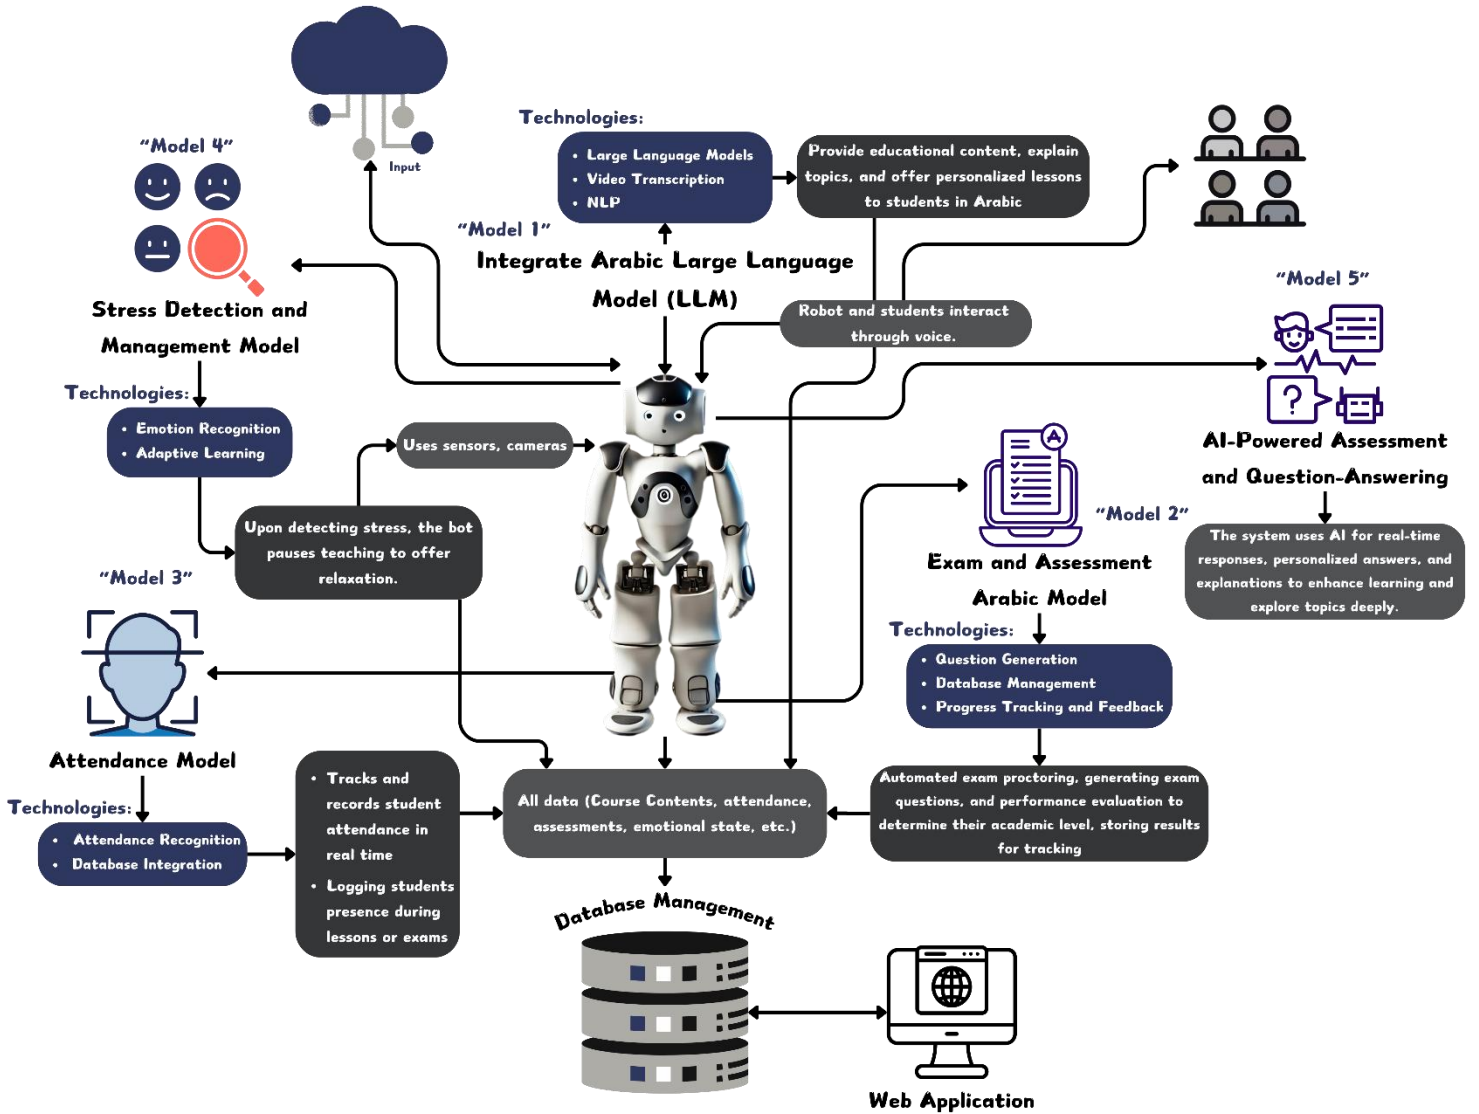 Input
Technologies:
• Large Language Models
• Video Transcription
• NLP
Provide educational content, explain
topics, and offer personalized lessons
to students in Arabic
"Model 1"
Integrate Arabic Large Language
Model (LLM)
Robot and students interact
through voice.
"Model 4"
Stress Detection and
Management Model
Technologies:
• Emotion Recognition
• Adaptive Learning
Uses sensors, cameras
Upon detecting stress, the bot
pauses teaching to offer
relaxation.
"Model 5"
AI-Powered Assessment
and Question-Answering
The system uses AI for real-time
responses, personalized answers, and
explanations to enhance learning and
explore topics deeply.
A
"Model 2"
Exam and Assessment
Arabic Model
Technologies:
• Question Generation
• Database Management
• Progress Tracking and Feedback
Automated exam proctoring, generating exam
questions, and performance evaluation to
determine their academic level, storing results
for tracking
"Model 3"
Attendance Model
Technologies:
• Attendance Recognition
• Database Integration
• Tracks and
records student
attendance in
real time
• Logging students
presence during
lessons or exams
All data (Course Contents, attendance,
assessments, emotional state, etc.)
Database Management
Web Application